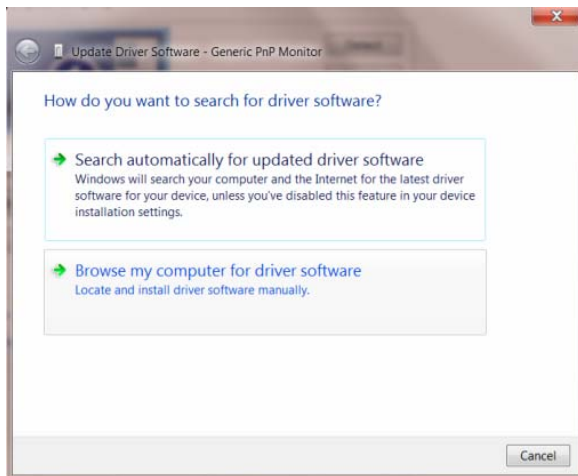 Update Driver Software - Generic PnP Monitor
How do you want to search for driver software?
Search automatically for updated driver software
Windows will search your computer and the Internet for the latest driver
software for your device, unless you've disabled this feature in your device
installation settings.
Browse my computer for driver software
Locate and install driver software manually.
Cancel